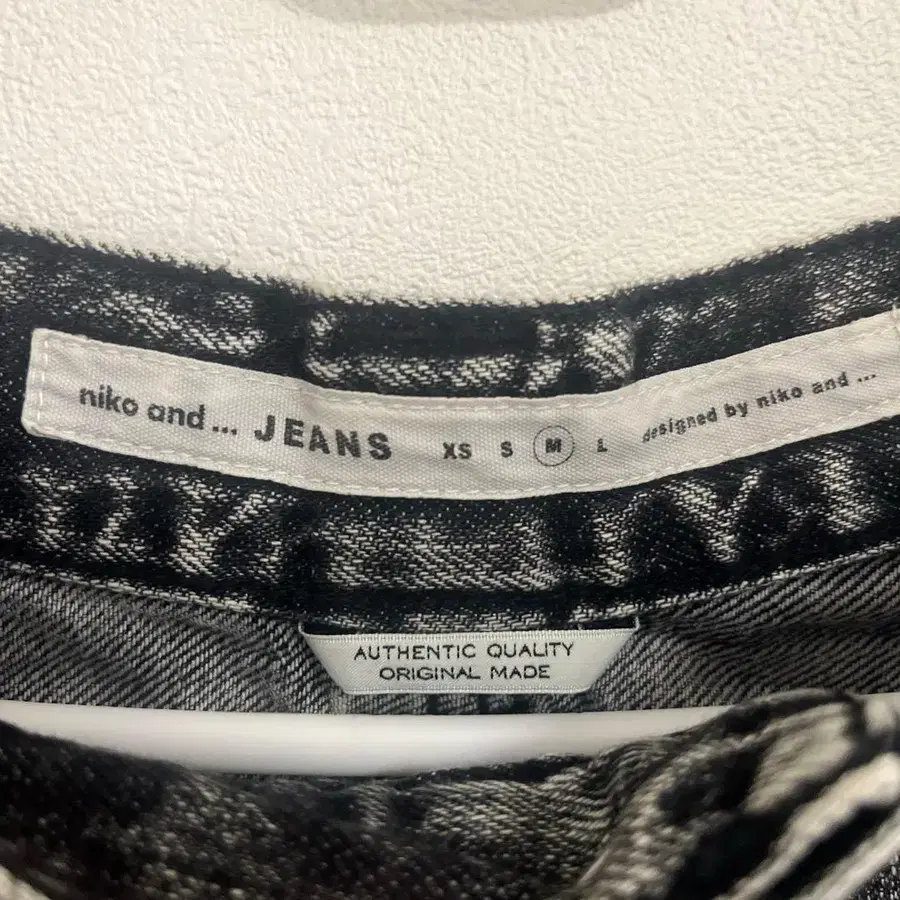 niko and ... JEANS XS S M L designed by niko and ...
AUTHENTIC QUALITY
ORIGINAL MADE